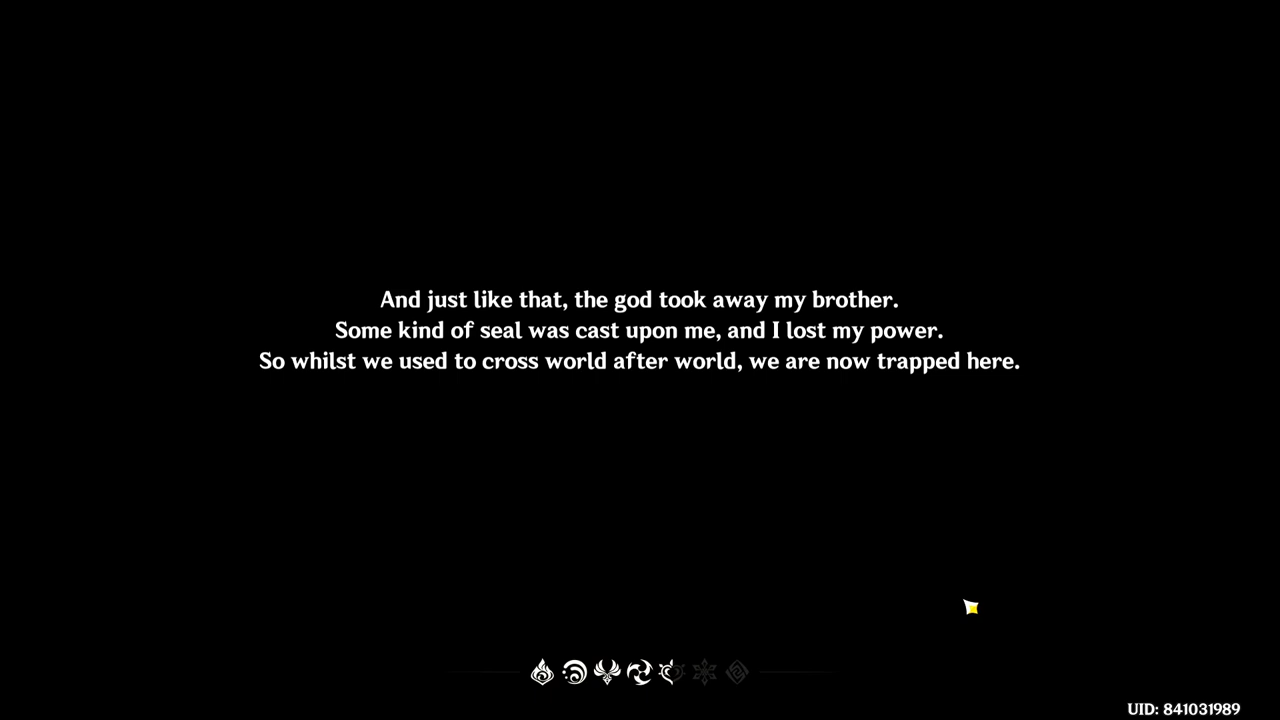 And just like that, the god took away my brother.
Some kind of seal was cast upon me, and I lost my power.
So whilst we used to cross world after world, we are now trapped here.
UID: 841031989